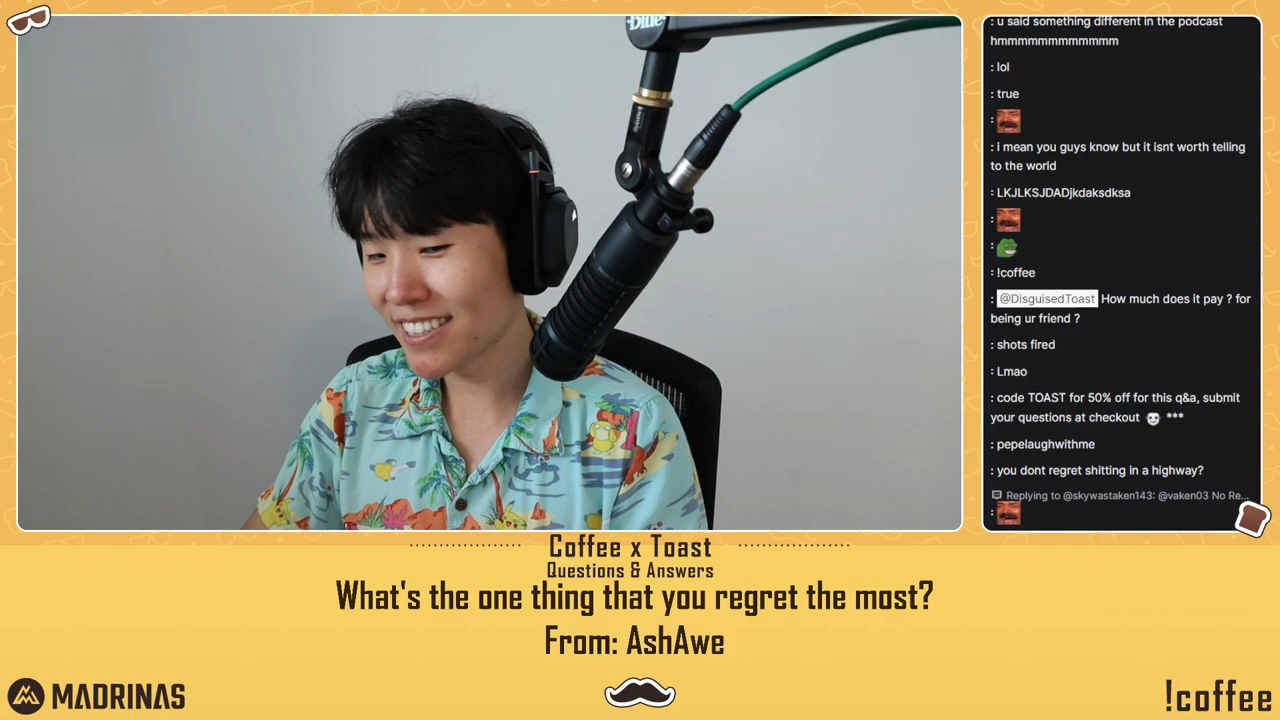 Blue
: u said something different in the podcast
hmmmmmmmmmmmmm
: lol
: true
:
: i mean you guys know but it isnt worth telling
to the world
: LKJLKSJDADjkdaksdksa
:
:
: !coffee
: @DisguisedToast How much does it pay ? for
being ur friend ?
: shots fired
: Lmao
: code TOAST for 50% off for this q&a, submit
your questions at checkout ***
: pepelaughwithme
: you dont regret shitting in a highway?
Replying to @skywastaken143: @vaken03 No Re...
:
Coffee x Toast
Questions & Answers
What's the one thing that you regret the most?
From: AshAwe
MADRINAS
!coffee